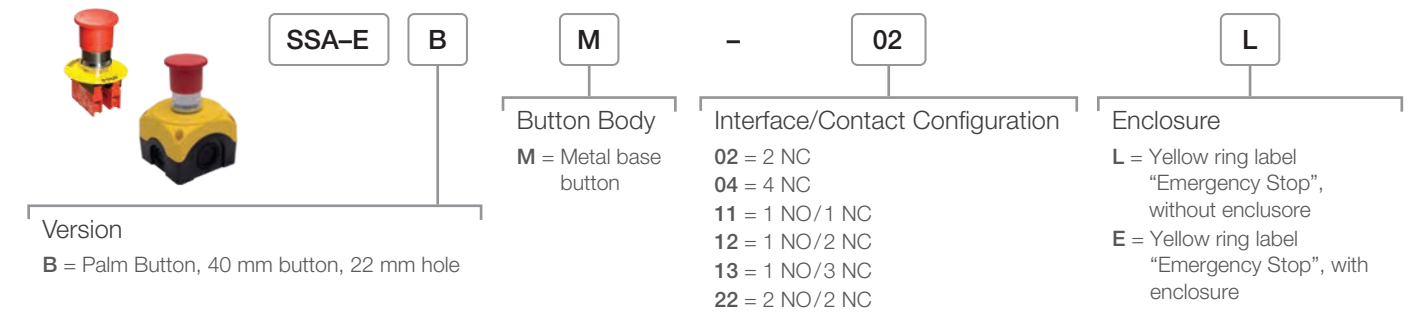 SSA–E B M – 02 L
Button Body
M = Metal base
button
Interface/Contact Configuration
02 = 2 NC
04 = 4 NC
11 = 1 NO/1 NC
12 = 1 NO/2 NC
13 = 1 NO/3 NC
22 = 2 NO/2 NC
Enclosure
L = Yellow ring label
“Emergency Stop”,
without enclusore
E = Yellow ring label
“Emergency Stop”, with
enclosure
Version
B = Palm Button, 40 mm button, 22 mm hole